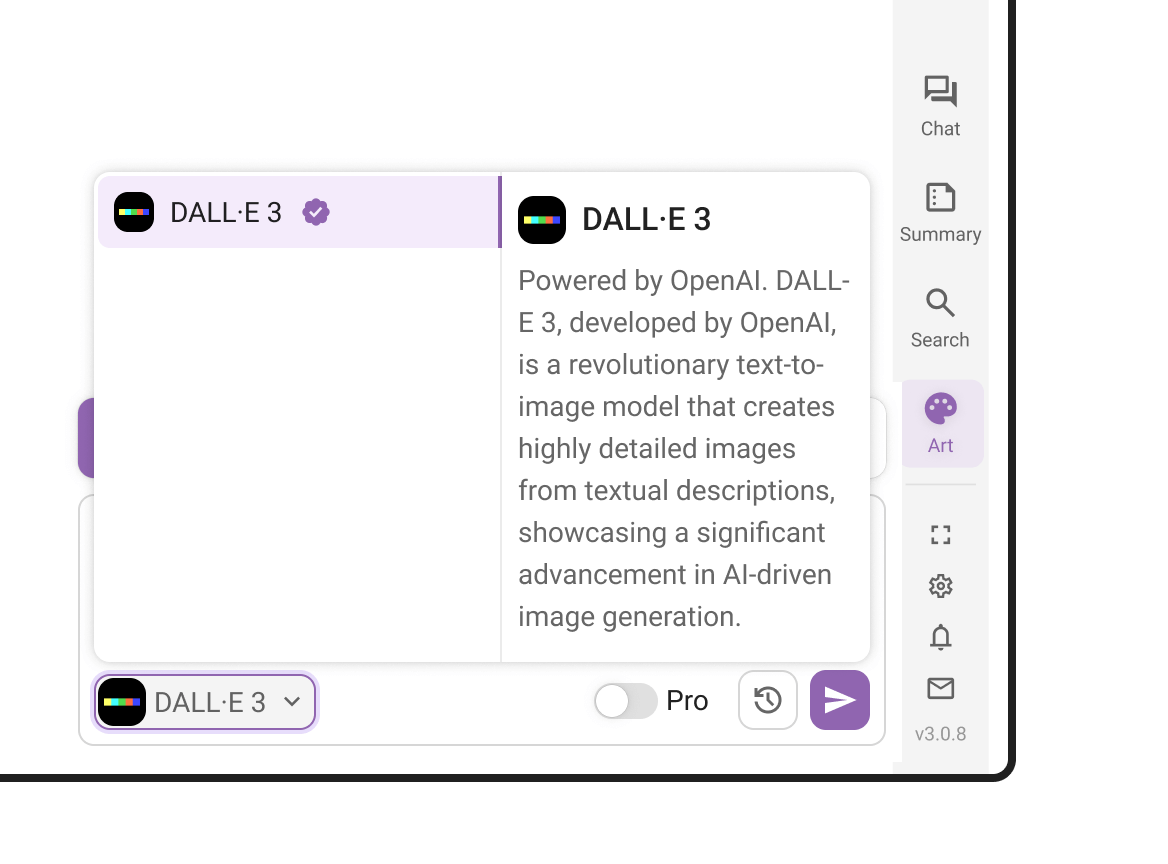 DALL·E 3
DALL·E 3
Powered by OpenAI. DALL-
E 3, developed by OpenAI,
is a revolutionary text-to-
image model that creates
highly detailed images
from textual descriptions,
showcasing a significant
advancement in AI-driven
image generation.
DALL·E 3
Pro
Chat
Summary
Search
Art
v3.0.8